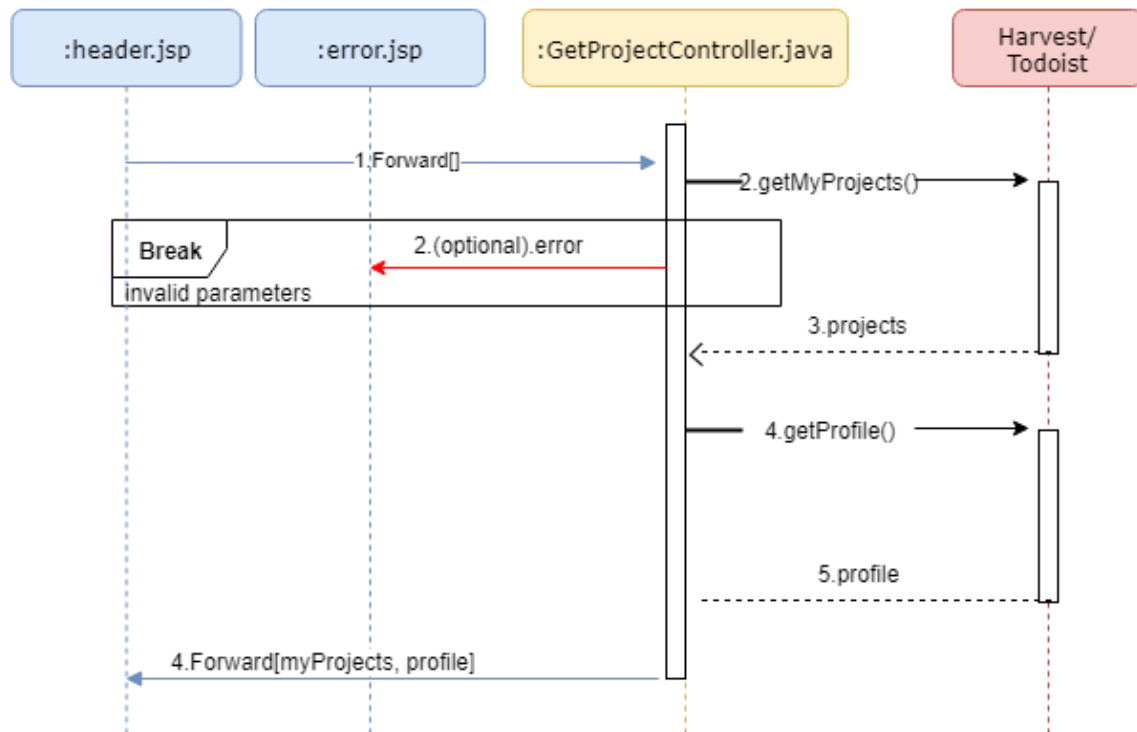 :header.jsp
:error.jsp
:GetProjectController.java
Harvest/
Todoist
1.Forward[]
2.getMyProjects()
Break
2.(optional).error
invalid parameters
3.projects
4.getProfile()
5.profile
4.Forward[myProjects, profile]